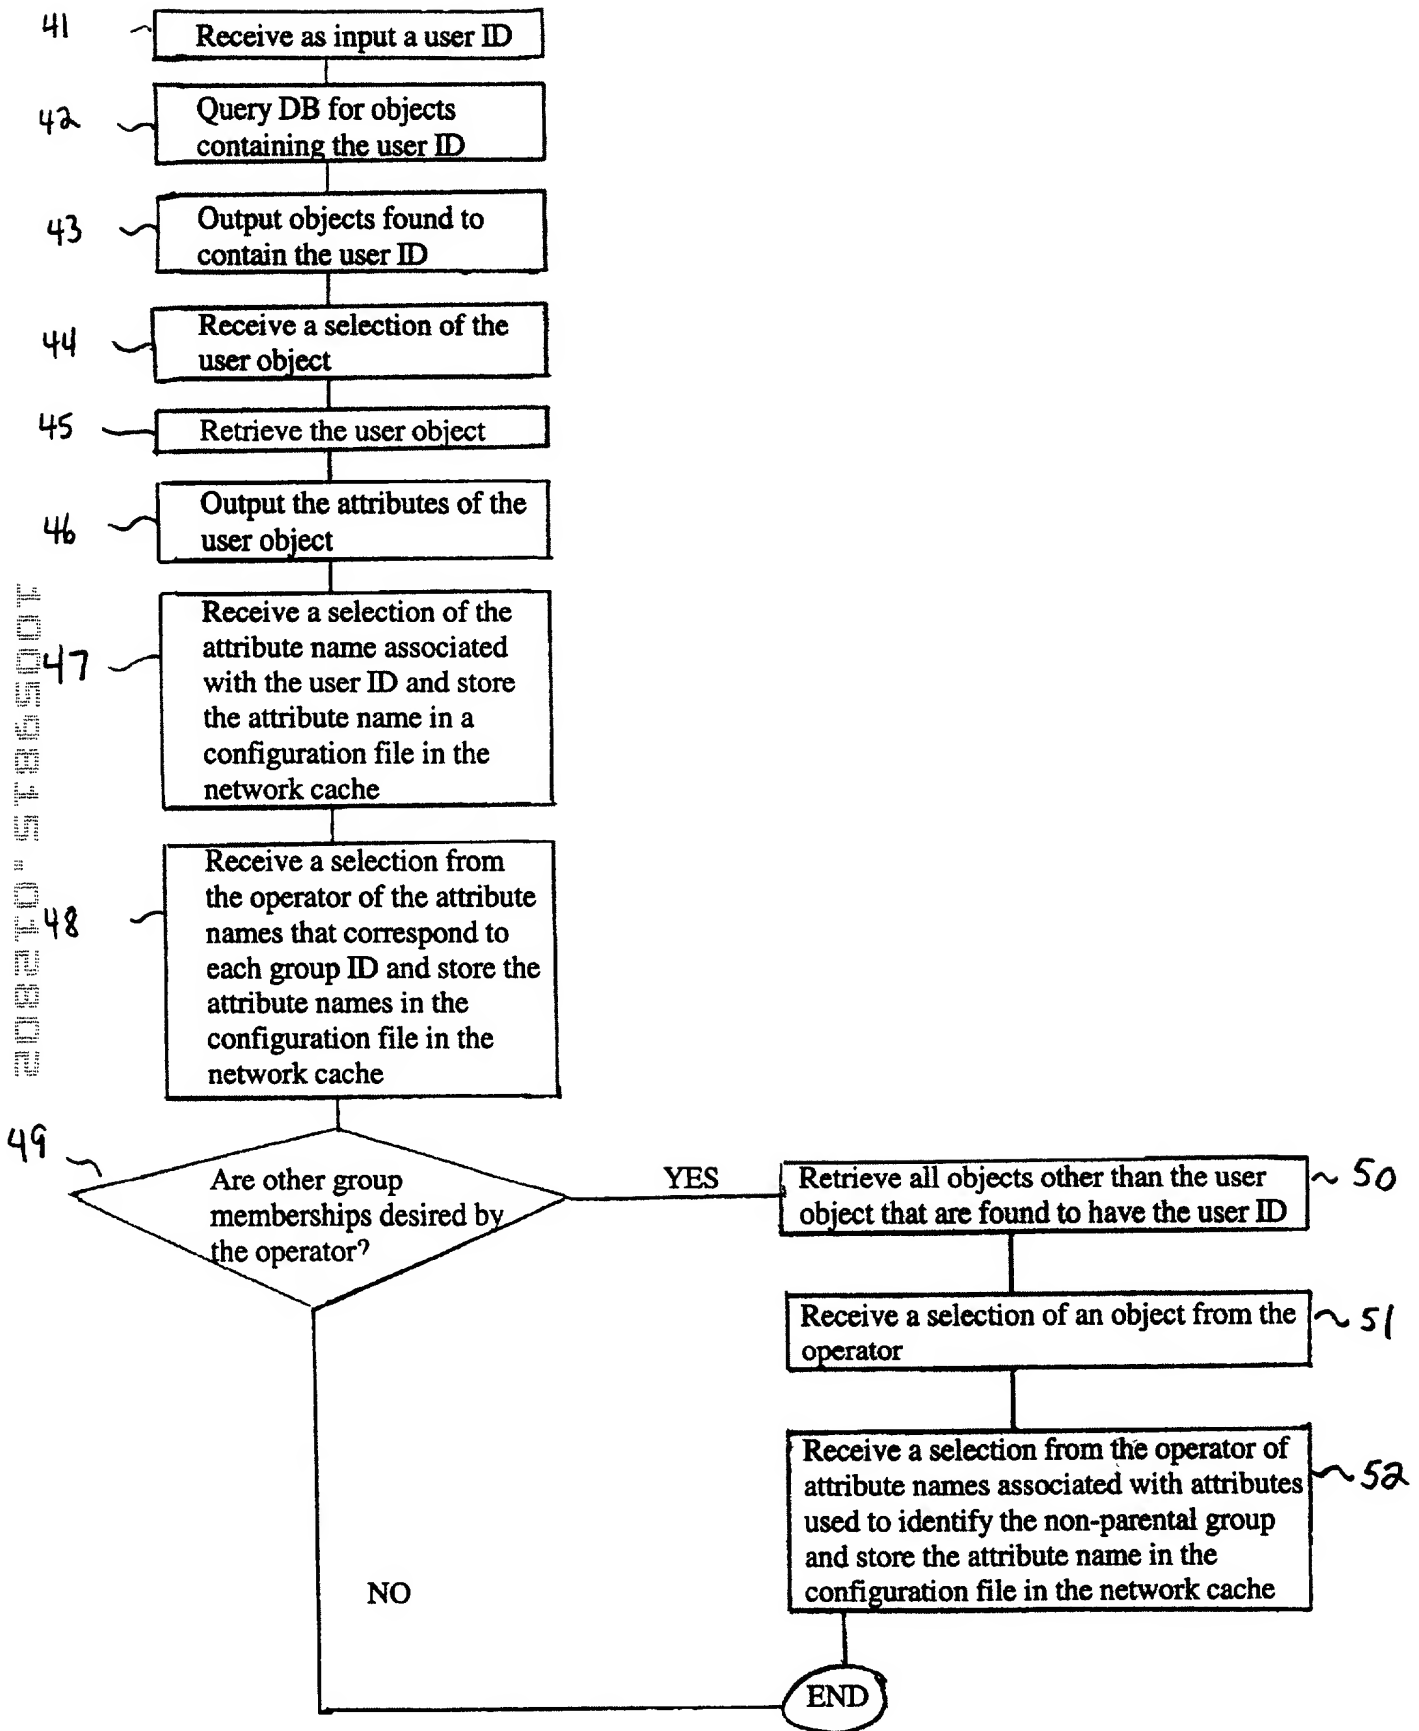 41
Receive as input a user ID
42
Query DB for objects
containing the user ID
43
Output objects found to
contain the user ID
44
Receive a selection of the
user object
45
Retrieve the user object
46
Output the attributes of the
user object
47
Receive a selection of the
attribute name associated
with the user ID and store
the attribute name in a
configuration file in the
network cache
48
Receive a selection from
the operator of the attribute
names that correspond to
each group ID and store the
attribute names in the
configuration file in the
network cache
49
Are other group
memberships desired by
the operator?
YES
Retrieve all objects other than the user
object that are found to have the user ID
50
Receive a selection of an object from the
operator
51
Receive a selection from the operator of
attribute names associated with attributes
used to identify the non-parental group
and store the attribute name in the
configuration file in the network cache
52
NO
END